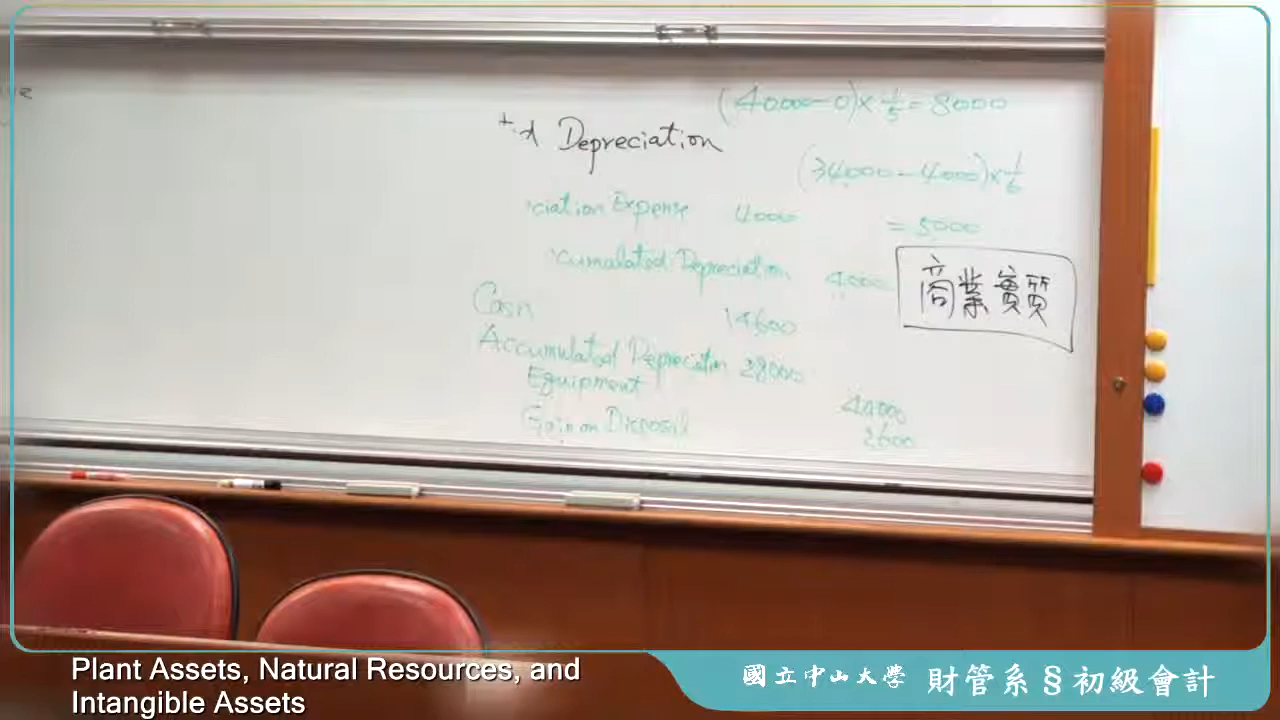 (40000-0)×1/5=8000
Depreciation
(34000-4000)×1/6
ciation Expense 4000
=5000
cumulated Depreciation 4000
商業實質
Cash 14600
Accumulated Depreciation 28000
Equipment 40000
Gain on Disposal 2600
Plant Assets, Natural Resources, and
Intangible Assets
國立中山大學 財管系§初級會計